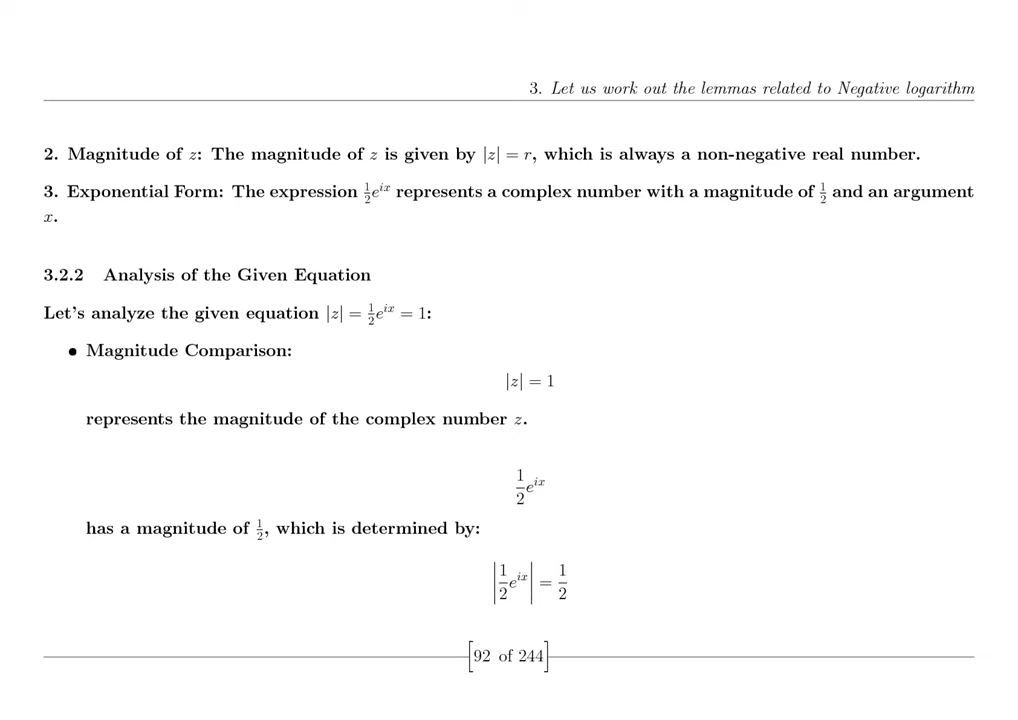 3. Let us work out the lemmas related to Negative logarithm
2. Magnitude of z: The magnitude of z is given by |z| = r, which is always a non-negative real number.
3. Exponential Form: The expression ½e^{ix} represents a complex number with a magnitude of ½ and an argument
x.
3.2.2 Analysis of the Given Equation
Let's analyze the given equation |z| = ½e^{ix} = 1:
• Magnitude Comparison:
|z| = 1
represents the magnitude of the complex number z.
½e^{ix}
has a magnitude of ½, which is determined by:
|½e^{ix}| = ½
[92 of 244]